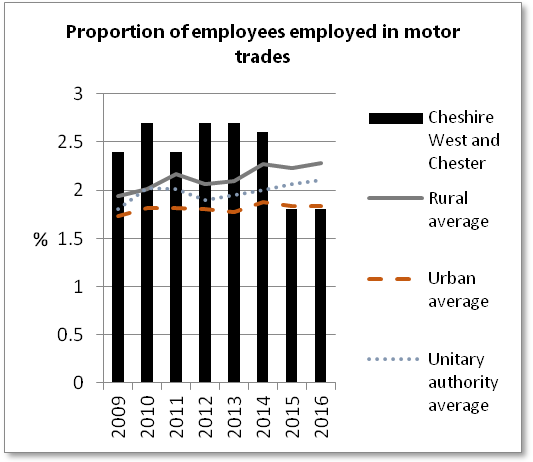 Proportion of employees employed in motor
trades
3
2.5
2
1.5
1
0.5
0
%
2009
2010
2011
2012
2013
2014
2015
2016
Cheshire
West and
Chester
Rural
average
Urban
average
Unitary
authority
average